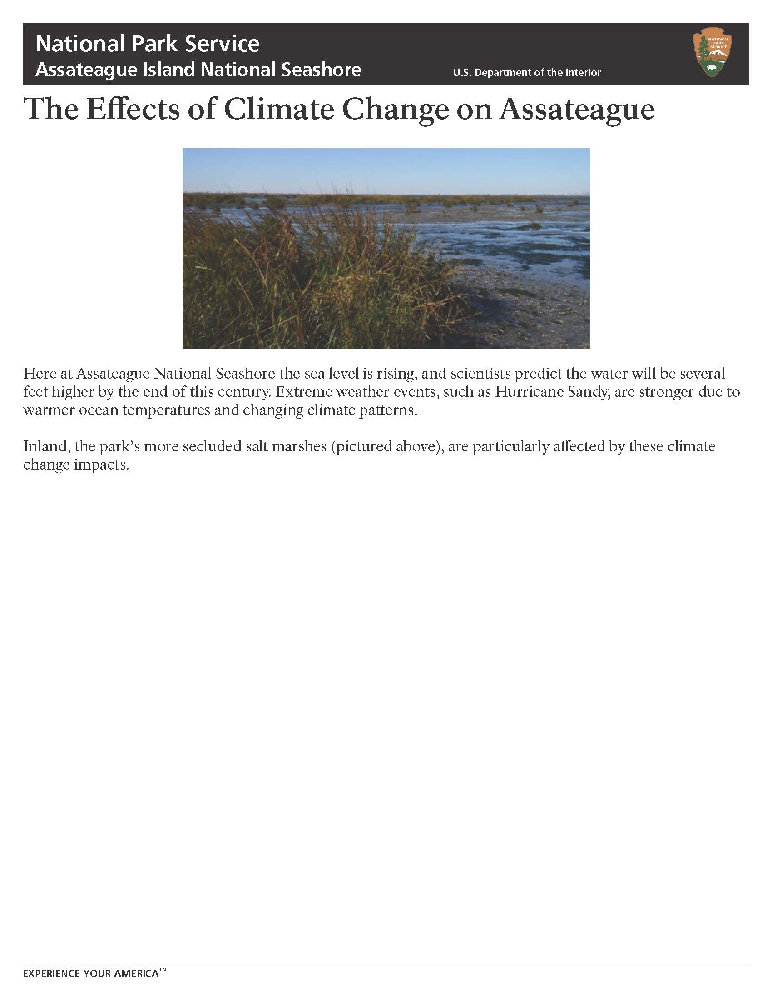 National Park Service
Assateague Island National Seashore
U.S. Department of the Interior
NATIONAL
PARK
SERVICE
The Effects of Climate Change on Assateague
Here at Assateague National Seashore the sea level is rising, and scientists predict the water will be several
feet higher by the end of this century. Extreme weather events, such as Hurricane Sandy, are stronger due to
warmer ocean temperatures and changing climate patterns.
Inland, the park’s more secluded salt marshes (pictured above), are particularly affected by these climate
change impacts.
EXPERIENCE YOUR AMERICA™